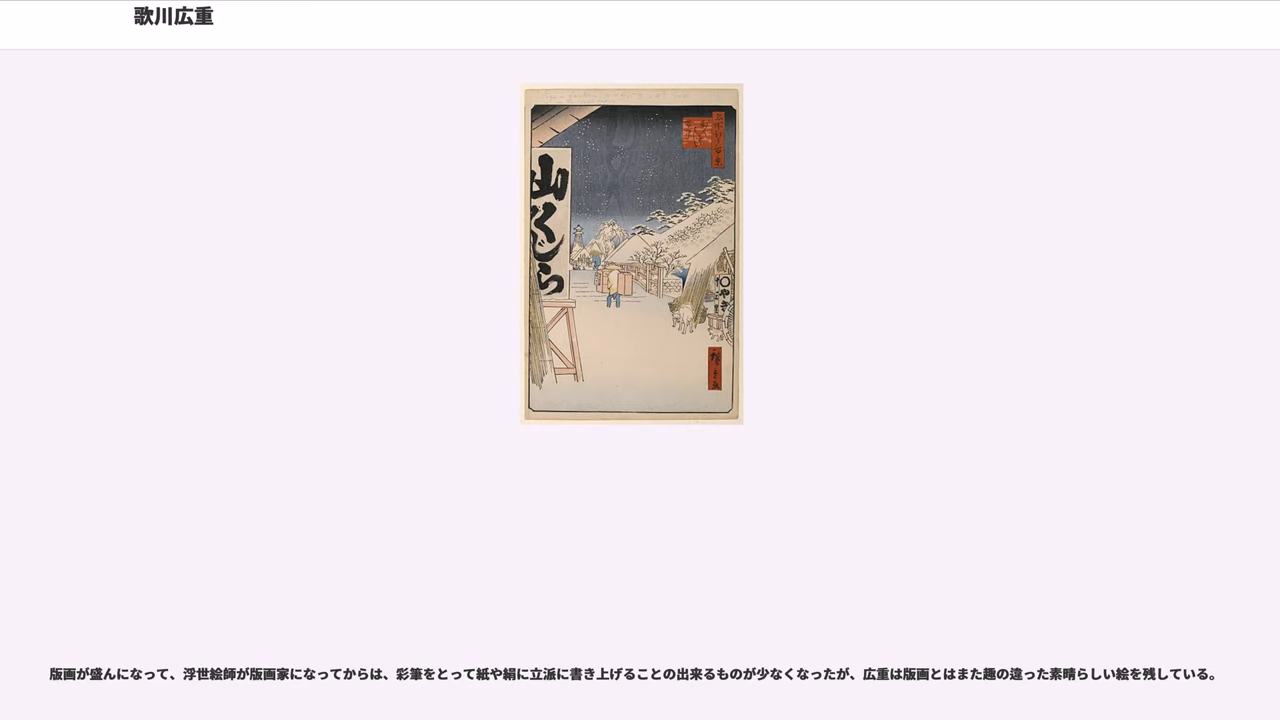 歌川広重
山くじら
版画が盛んになって、浮世絵師が版画家になってからは、彩筆をとって紙や絹に立派に書き上げることの出来るものが少なくなったが、広重は版画とはまた趣の違った素晴らしい絵を残している。